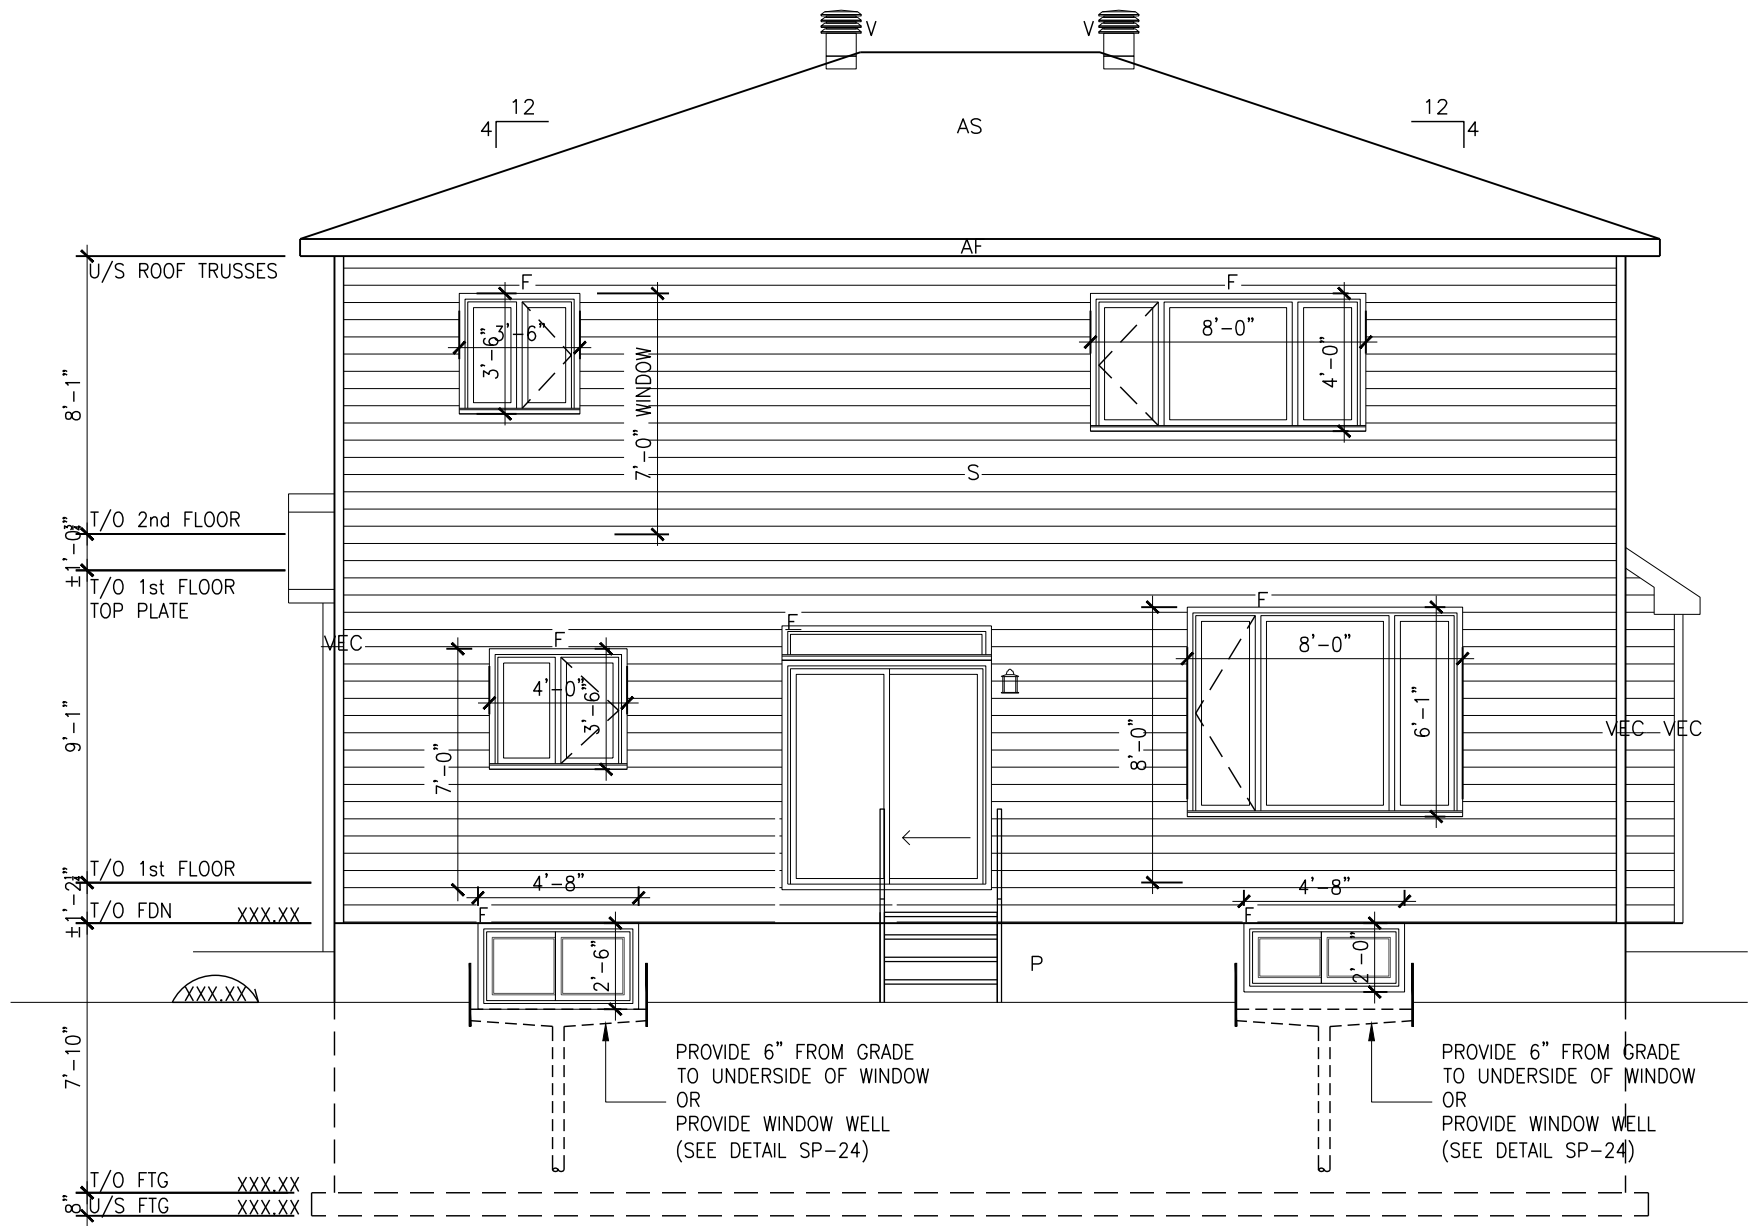 V
V
12
4
12
4
AS
AF
U/S ROOF TRUSSES
F
3'-6"
3'-6"
7'-0" WINDOW
F
8'-0"
4'-0"
8'-1"
S
T/O 2nd FLOOR
T/O 1st FLOOR
TOP PLATE
VEC
F
4'-0"
3'-6"
7'-0"
F
F
8'-0"
6'-1"
8'-0"
VEC
VEC
9'-1"
T/O 1st FLOOR
T/O FDN
XXX.XX
4'-8"
F
2'-6"
4'-8"
F
2'-0"
P
XXX.XX
7'-10"
PROVIDE 6" FROM GRADE
TO UNDERSIDE OF WINDOW
OR
PROVIDE WINDOW WELL
(SEE DETAIL SP-24)
PROVIDE 6" FROM GRADE
TO UNDERSIDE OF WINDOW
OR
PROVIDE WINDOW WELL
(SEE DETAIL SP-24)
T/O FTG
XXX.XX
8"
U/S FTG
XXX.XX